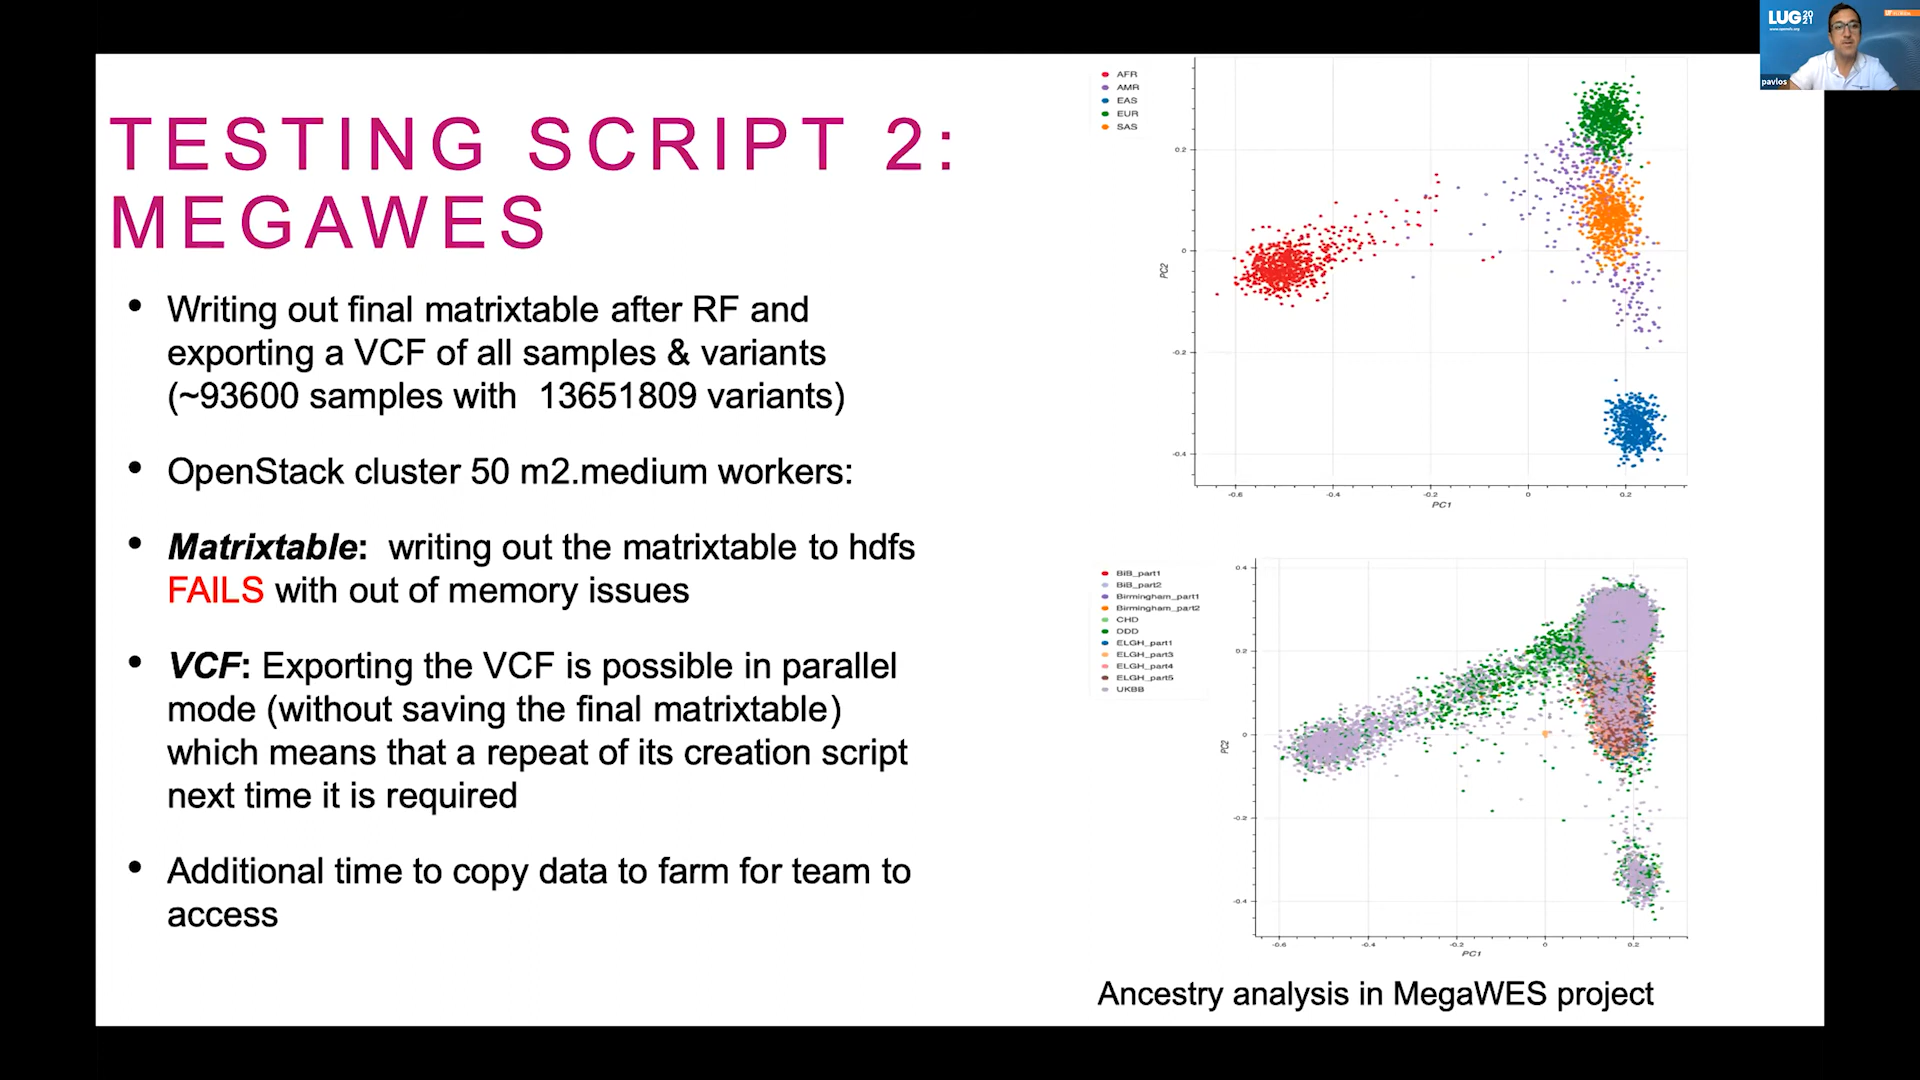 TESTING SCRIPT 2:
MEGAWES
• Writing out final matrixtable after RF and
exporting a VCF of all samples & variants
(~93600 samples with 13651809 variants)
• OpenStack cluster 50 m2.medium workers:
• Matrixtable: writing out the matrixtable to hdfs
FAILS with out of memory issues
• VCF: Exporting the VCF is possible in parallel
mode (without saving the final matrixtable)
which means that a repeat of its creation script
next time it is required
• Additional time to copy data to farm for team to
access
AFR
AMR
EAS
EUR
SAS
0.2
0
-0.2
-0.4
PC2
-0.6 -0.4 -0.2 0 0.2
PC1
BiB_part1
BiB_part2
Birmingham_part1
Birmingham_part2
CHD
DDD
ELGH_part1
ELGH_part3
ELGH_part4
ELGH_part5
UKBB
0.4
0.2
0
-0.2
-0.4
PC2
-0.6 -0.4 -0.2 0 0.2
PC1
Ancestry analysis in MegaWES project
LUG 20
21
pavlos